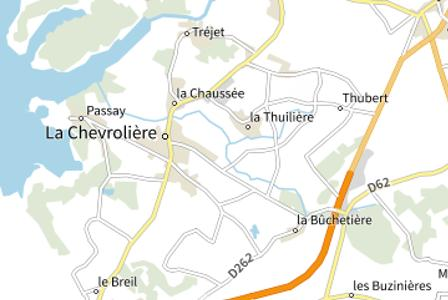 Tréjet
la Chaussée
Thubert
Passay
la Thuilière
La Chevrolière
D62
la Bûchetière
D262
M
le Breil
les Buzinières